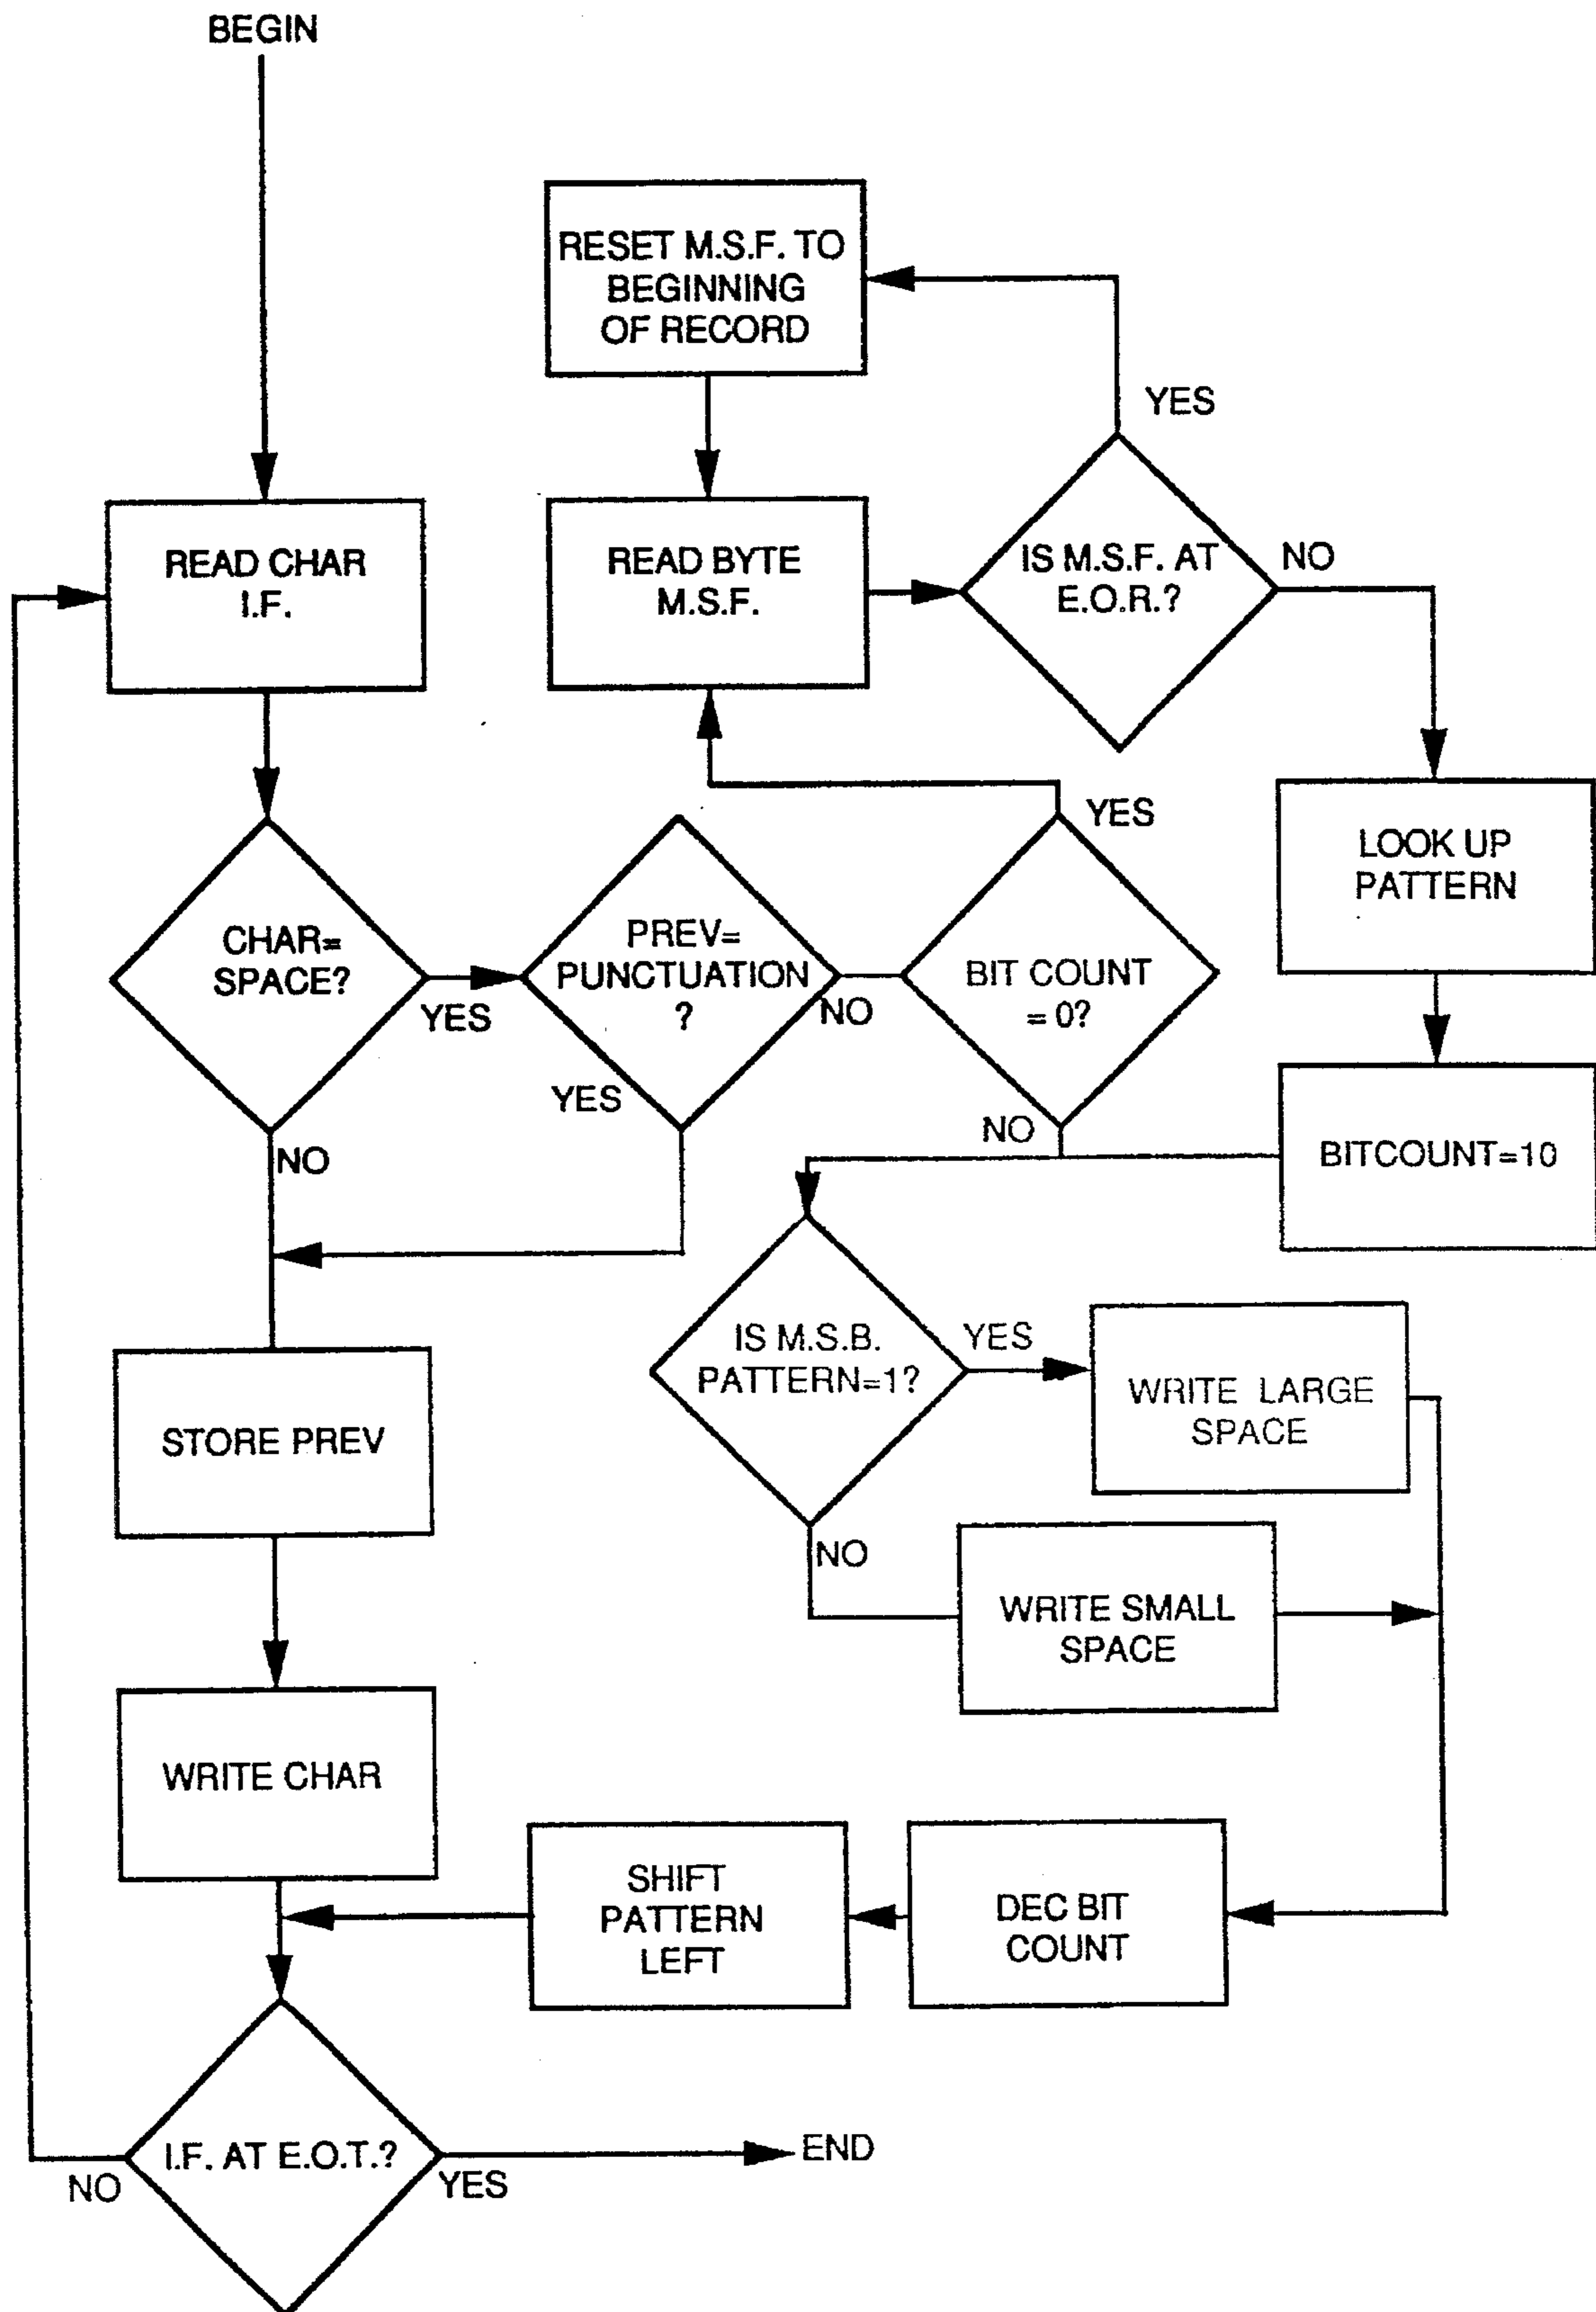 BEGIN
RESET M.S.F. TO
BEGINNING
OF RECORD
YES
READ CHAR
I.F.
READ BYTE
M.S.F.
IS M.S.F. AT
E.O.R.?
NO
YES
LOOK UP
PATTERN
CHAR=
SPACE?
YES
PREV=
PUNCTUATION
?
NO
YES
BIT COUNT
= 0?
NO
NO
BITCOUNT=10
IS M.S.B.
PATTERN=1?
YES
WRITE LARGE
SPACE
STORE PREV
NO
WRITE SMALL
SPACE
WRITE CHAR
SHIFT
PATTERN
LEFT
DEC BIT
COUNT
I.F. AT E.O.T.?
NO
YES
END